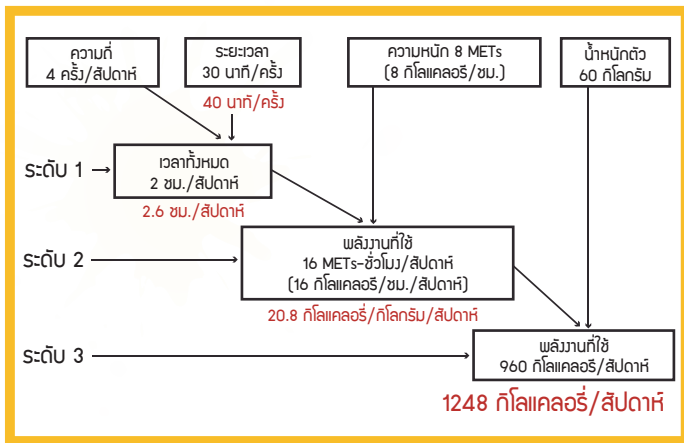 ความถี่
4 ครั้ง/สัปดาห์
ระยะเวลา
30 นาที/ครั้ง
ความหนัก 8 METs
(8 กิโลแคลอรี/ชม.)
น้ำหนักตัว
60 กิโลกรัม
40 นาที/ครั้ง
ระดับ 1
เวลาทั้งหมด
2 ชม./สัปดาห์
2.6 ชม./สัปดาห์
ระดับ 2
พลังงานที่ใช้
16 METs-ชั่วโมง/สัปดาห์
(16 กิโลแคลอรี/ชม./สัปดาห์)
20.8 กิโลแคลอรี่/กิโลกรัม/สัปดาห์
ระดับ 3
พลังงานที่ใช้
960 กิโลแคลอรี/สัปดาห์
1248 กิโลแคลอรี่/สัปดาห์